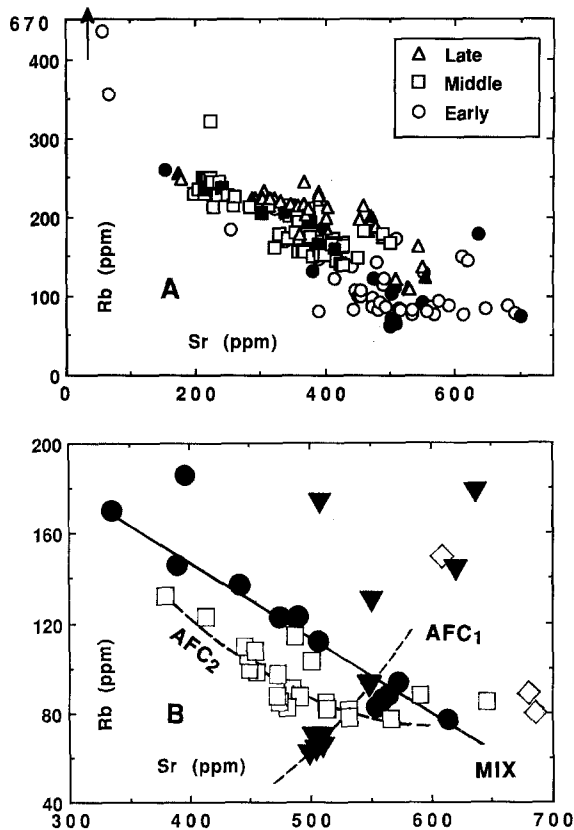 670
400
300
200
100
0
Rb (ppm)
Late
Middle
Early
A
Sr (ppm)
0 200 400 600
200
160
120
80
40
Rb (ppm)
AFC1
AFC2
B
Sr (ppm)
MIX
300 400 500 600 700